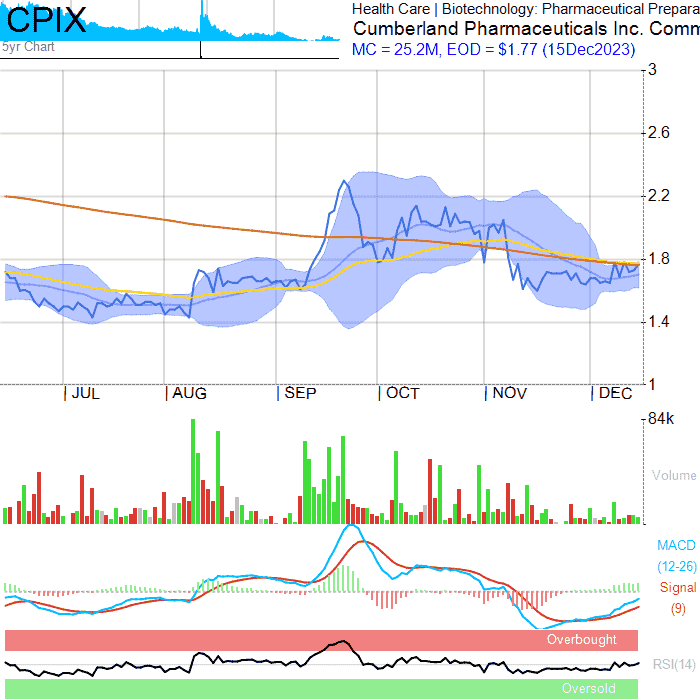 CPIX
5yr Chart
Health Care | Biotechnology: Pharmaceutical Prepara
Cumberland Pharmaceuticals Inc. Comm
MC = 25.2M, EOD = $1.77 (15Dec2023)
3
2.6
2.2
1.8
1.4
1
JUL AUG SEP OCT NOV DEC
84k
Volume
MACD
(12-26)
Signal
(9)
Overbought
RSI(14)
Oversold